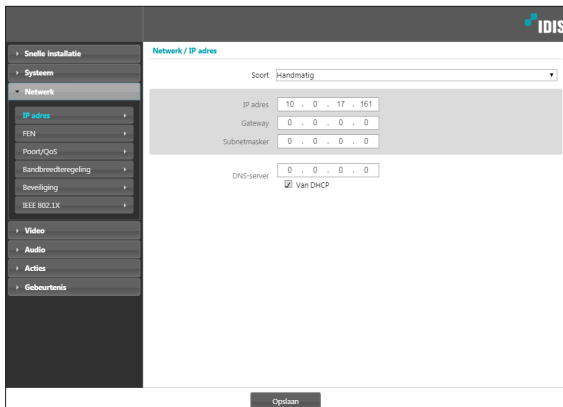 IDIS
Snelle installatie
Systeem
Netwerk
IP adres
FEN
Poort/QoS
Bandbreedteregeling
Beveiliging
IEEE 802.1X
Video
Audio
Acties
Gebeurtenis
Netwerk / IP adres
Soort Handmatig
IP adres 10 . 0 . 17 . 161
Gateway 0 . 0 . 0 . 0
Subnetmasker 0 . 0 . 0 . 0
DNS-server 0 . 0 . 0 . 0
Van DHCP
Opslaan